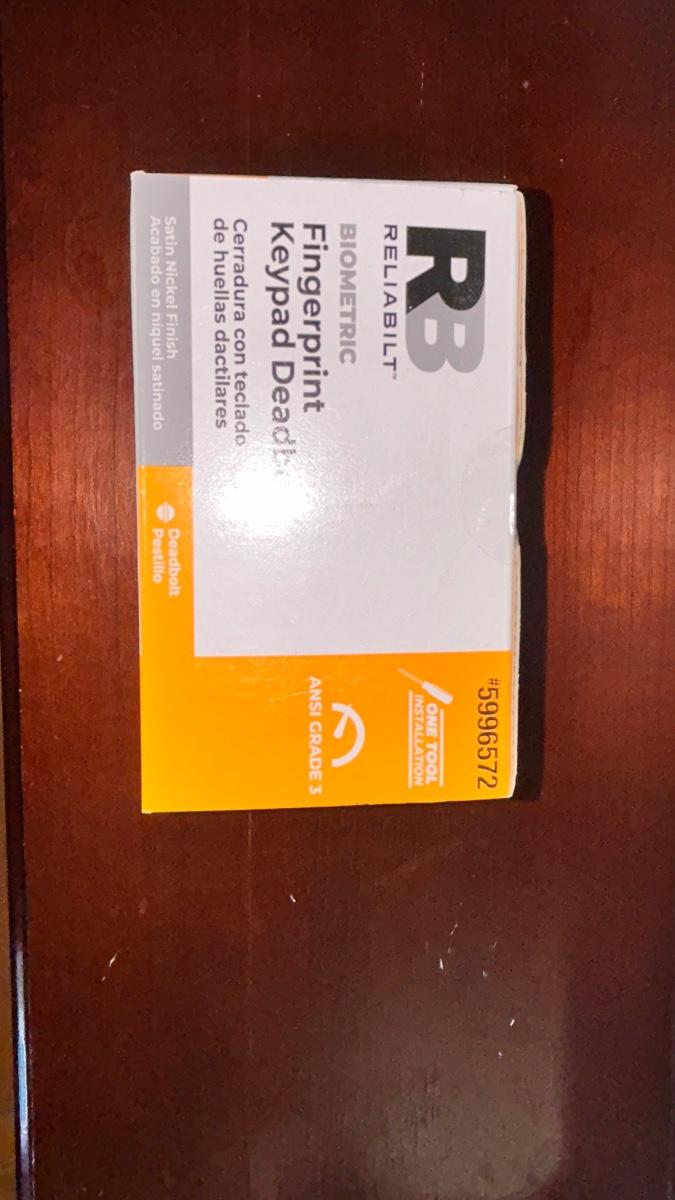 #5996572
RB
RELIABILT™
BIOMETRIC
Fingerprint
Keypad
Cerradura con teclado
de huellas dactilares
Satin Nickel Finish
Acabado en níquel satinado
Deadbolt
Pestillo
ONE TOOL
INSTALLATION
ANSI GRADE 3